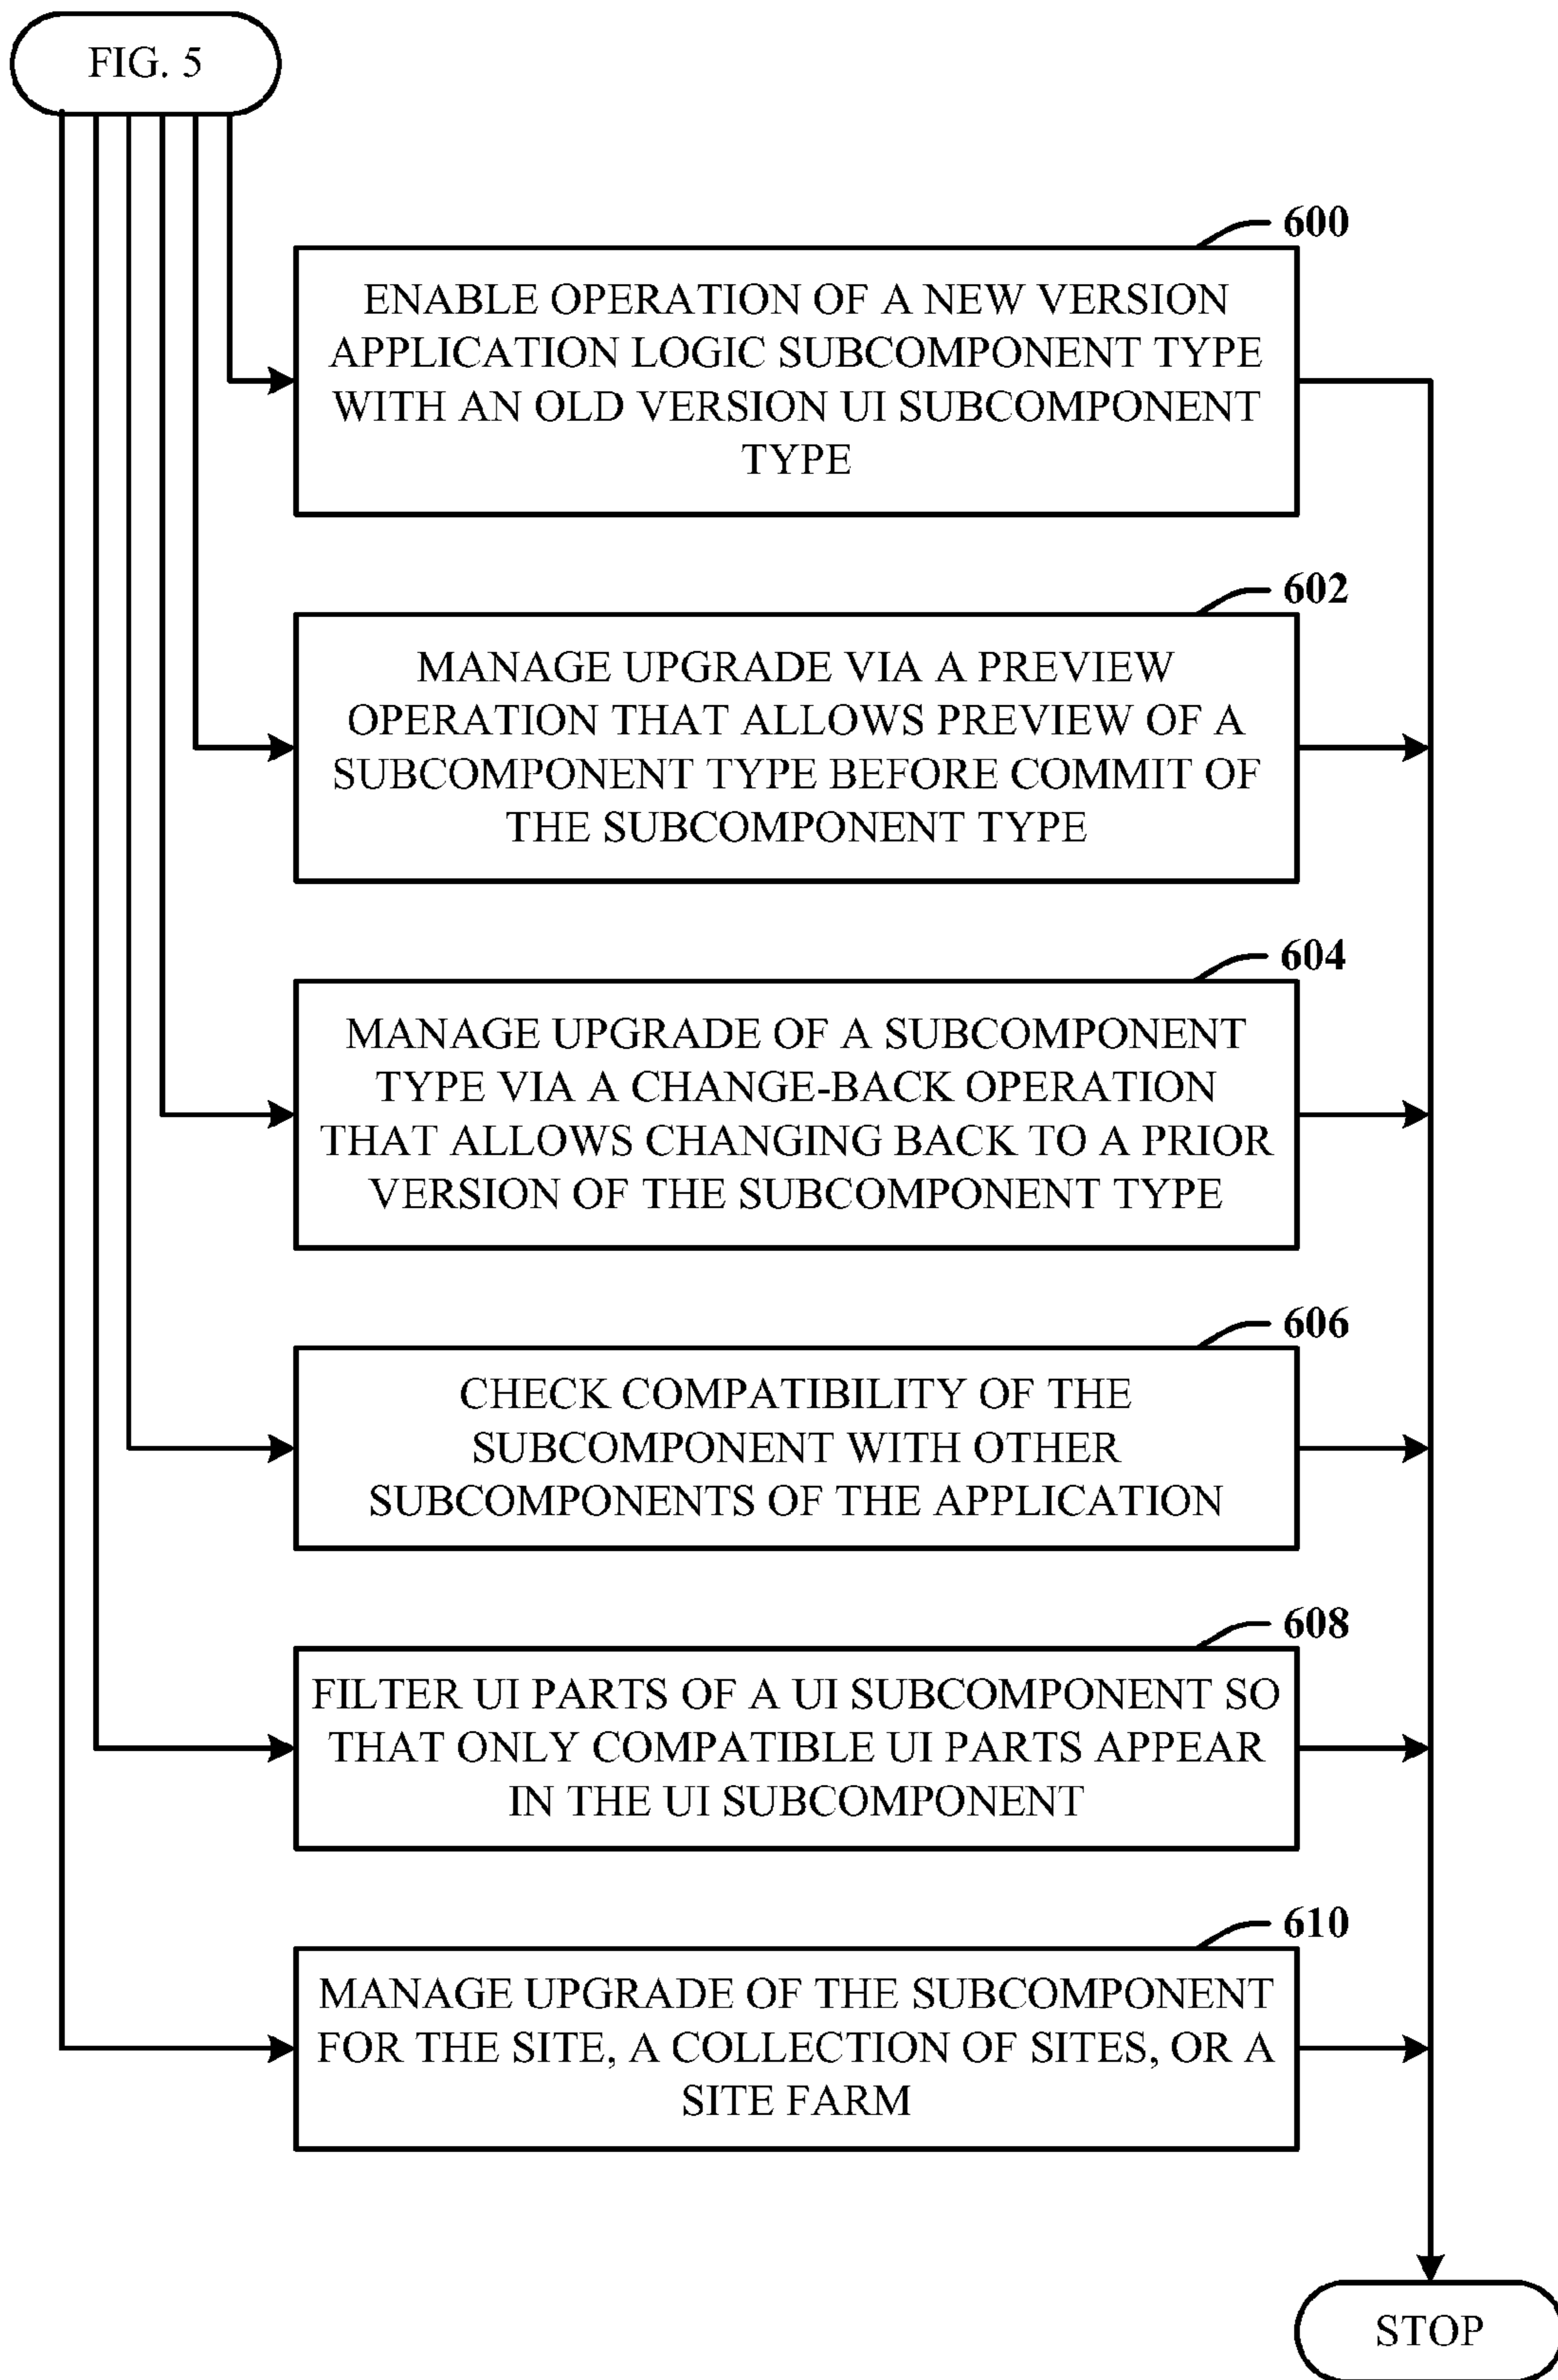 FIG. 5
600
ENABLE OPERATION OF A NEW VERSION
APPLICATION LOGIC SUBCOMPONENT TYPE
WITH AN OLD VERSION UI SUBCOMPONENT
TYPE
602
MANAGE UPGRADE VIA A PREVIEW
OPERATION THAT ALLOWS PREVIEW OF A
SUBCOMPONENT TYPE BEFORE COMMIT OF
THE SUBCOMPONENT TYPE
604
MANAGE UPGRADE OF A SUBCOMPONENT
TYPE VIA A CHANGE-BACK OPERATION
THAT ALLOWS CHANGING BACK TO A PRIOR
VERSION OF THE SUBCOMPONENT TYPE
606
CHECK COMPATIBILITY OF THE
SUBCOMPONENT WITH OTHER
SUBCOMPONENTS OF THE APPLICATION
608
FILTER UI PARTS OF A UI SUBCOMPONENT SO
THAT ONLY COMPATIBLE UI PARTS APPEAR
IN THE UI SUBCOMPONENT
610
MANAGE UPGRADE OF THE SUBCOMPONENT
FOR THE SITE, A COLLECTION OF SITES, OR A
SITE FARM
STOP